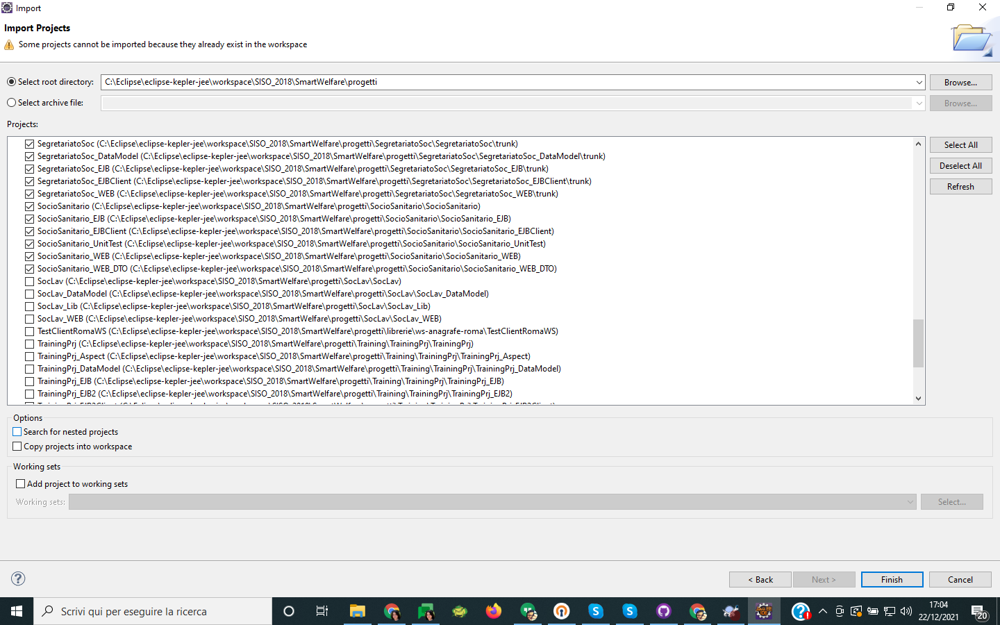 Import
Import Projects
Some projects cannot be imported because they already exist in the workspace
Select root directory: C:\Eclipse\eclipse-kepler-jee\workspace\SISO_2018\SmartWelfare\progetti Browse...
Select archive file: Browse...
Projects:
SegretariatoSoc (C:\Eclipse\eclipse-kepler-jee\workspace\SISO_2018\SmartWelfare\progetti\SegretariatoSoc\SegretariatoSoc\trunk)
SegretariatoSoc_DataModel (C:\Eclipse\eclipse-kepler-jee\workspace\SISO_2018\SmartWelfare\progetti\SegretariatoSoc\SegretariatoSoc_DataModel\trunk)
SegretariatoSoc_EJB (C:\Eclipse\eclipse-kepler-jee\workspace\SISO_2018\SmartWelfare\progetti\SegretariatoSoc\SegretariatoSoc_EJB\trunk)
SegretariatoSoc_EJBClient (C:\Eclipse\eclipse-kepler-jee\workspace\SISO_2018\SmartWelfare\progetti\SegretariatoSoc\SegretariatoSoc_EJBClient\trunk)
SegretariatoSoc_WEB (C:\Eclipse\eclipse-kepler-jee\workspace\SISO_2018\SmartWelfare\progetti\SegretariatoSoc\SegretariatoSoc_WEB\trunk)
SocioSanitario (C:\Eclipse\eclipse-kepler-jee\workspace\SISO_2018\SmartWelfare\progetti\SocioSanitario\SocioSanitario)
SocioSanitario_EJB (C:\Eclipse\eclipse-kepler-jee\workspace\SISO_2018\SmartWelfare\progetti\SocioSanitario\SocioSanitario_EJB)
SocioSanitario_EJBClient (C:\Eclipse\eclipse-kepler-jee\workspace\SISO_2018\SmartWelfare\progetti\SocioSanitario\SocioSanitario_EJBClient)
SocioSanitario_UnitTest (C:\Eclipse\eclipse-kepler-jee\workspace\SISO_2018\SmartWelfare\progetti\SocioSanitario\SocioSanitario_UnitTest)
SocioSanitario_WEB (C:\Eclipse\eclipse-kepler-jee\workspace\SISO_2018\SmartWelfare\progetti\SocioSanitario\SocioSanitario_WEB)
SocioSanitario_WEB_DTO (C:\Eclipse\eclipse-kepler-jee\workspace\SISO_2018\SmartWelfare\progetti\SocioSanitario\SocioSanitario_WEB_DTO)
SocLav (C:\Eclipse\eclipse-kepler-jee\workspace\SISO_2018\SmartWelfare\progetti\SocLav\SocLav)
SocLav_DataModel (C:\Eclipse\eclipse-kepler-jee\workspace\SISO_2018\SmartWelfare\progetti\SocLav\SocLav_DataModel)
SocLav_Lib (C:\Eclipse\eclipse-kepler-jee\workspace\SISO_2018\SmartWelfare\progetti\SocLav\SocLav_Lib)
SocLav_WEB (C:\Eclipse\eclipse-kepler-jee\workspace\SISO_2018\SmartWelfare\progetti\SocLav\SocLav_WEB)
TestClientRomaWS (C:\Eclipse\eclipse-kepler-jee\workspace\SISO_2018\SmartWelfare\progetti\librerie\ws-anagrafe-roma\TestClientRomaWS)
TrainingPrj (C:\Eclipse\eclipse-kepler-jee\workspace\SISO_2018\SmartWelfare\progetti\Training\TrainingPrj\TrainingPrj)
TrainingPrj_Aspect (C:\Eclipse\eclipse-kepler-jee\workspace\SISO_2018\SmartWelfare\progetti\Training\TrainingPrj\TrainingPrj_Aspect)
TrainingPrj_DataModel (C:\Eclipse\eclipse-kepler-jee\workspace\SISO_2018\SmartWelfare\progetti\Training\TrainingPrj\TrainingPrj_DataModel)
TrainingPrj_EJB (C:\Eclipse\eclipse-kepler-jee\workspace\SISO_2018\SmartWelfare\progetti\Training\TrainingPrj\TrainingPrj_EJB)
TrainingPrj_EJB2 (C:\Eclipse\eclipse-kepler-jee\workspace\SISO_2018\SmartWelfare\progetti\Training\TrainingPrj\TrainingPrj_EJB2)
Select All
Deselect All
Refresh
Options
Search for nested projects
Copy projects into workspace
Working sets
Add project to working sets
Working sets: Select...
< Back Next > Finish Cancel
Scrivi qui per eseguire la ricerca
17:04
22/12/2021
20